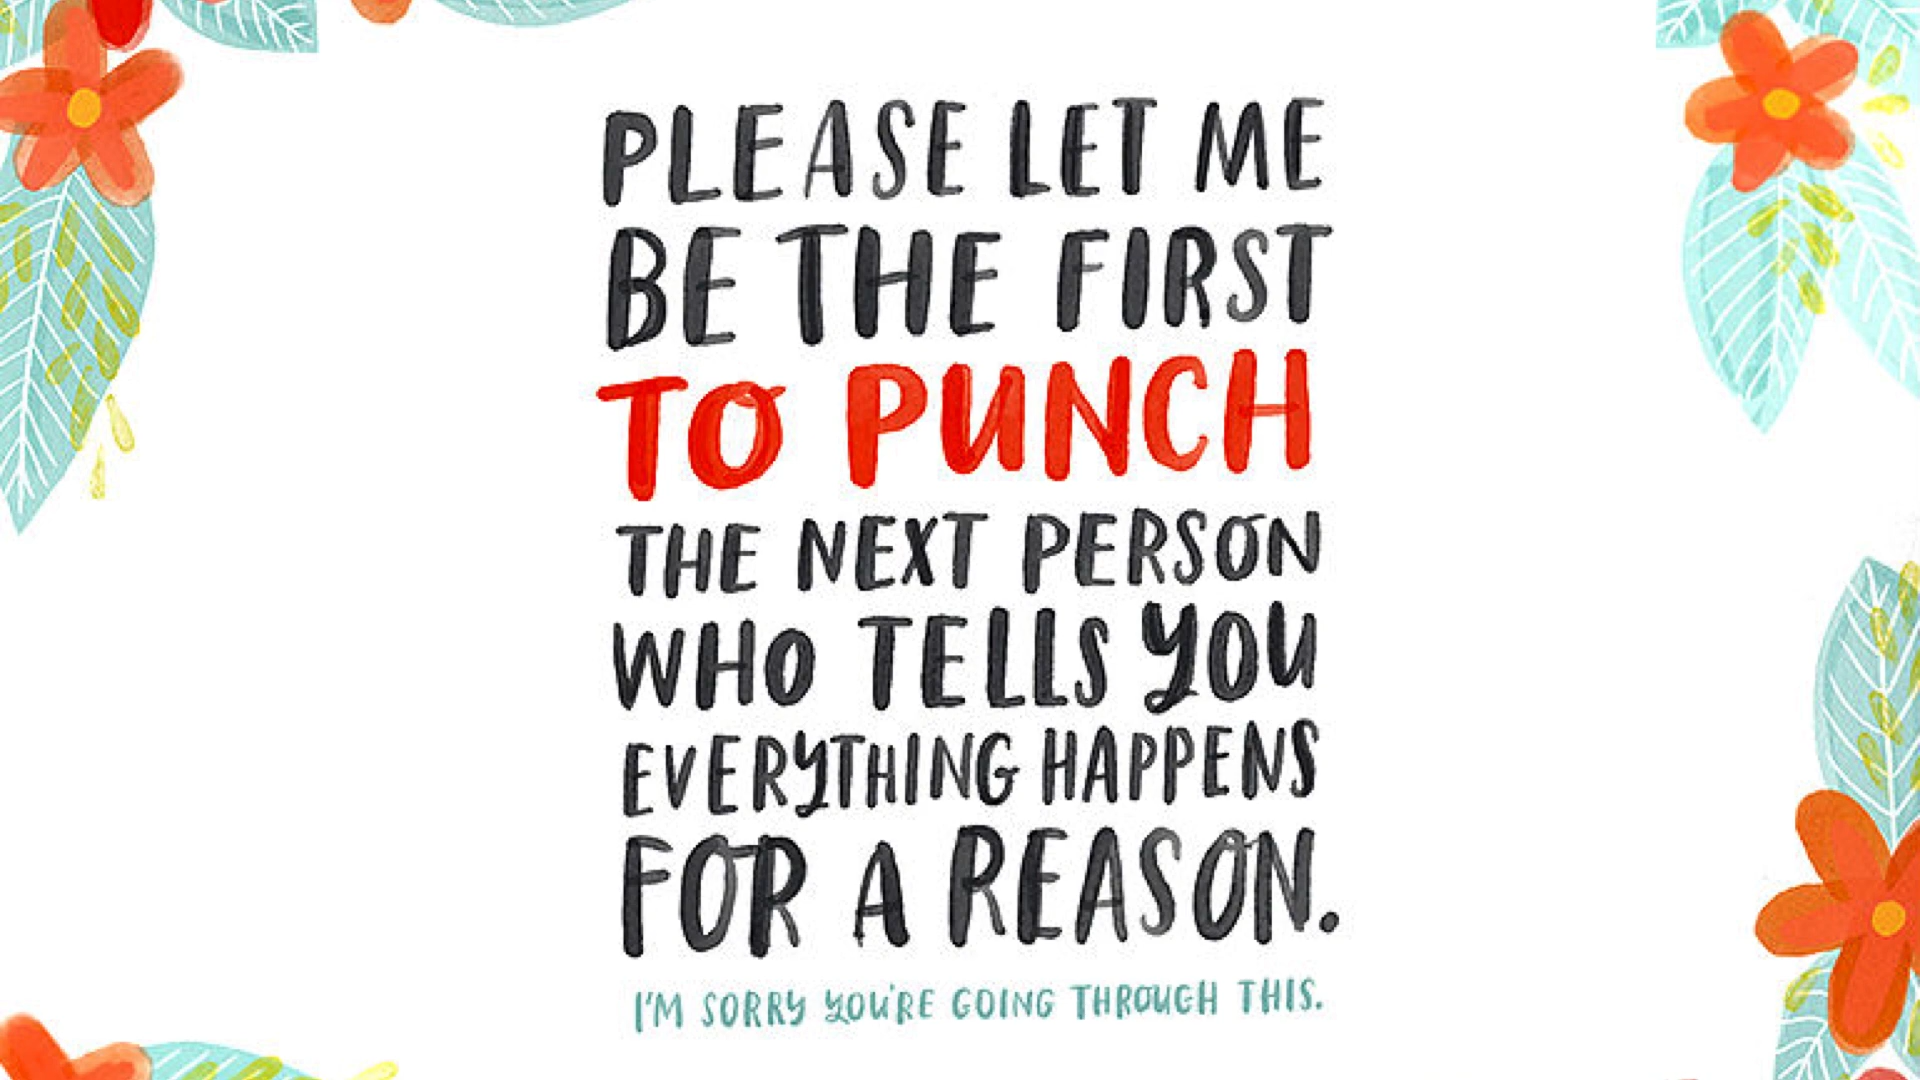 PLEASE LET ME
BE THE FIRST
TO PUNCH
THE NEXT PERSON
WHO TELLS YOU
EVERYTHING HAPPENS
FOR A REASON.
I'M SORRY YOU'RE GOING THROUGH THIS.